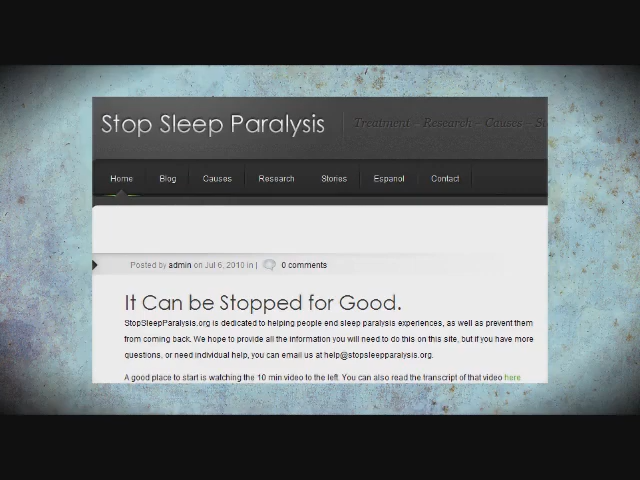 Stop Sleep Paralysis
Treatment ~ Research ~ Causes ~
Home Blog Causes Research Stories Espanol Contact
Posted by admin on Jul 6, 2010 in | 0 comments
It Can be Stopped for Good.
StopSleepParalysis.org is dedicated to helping people end sleep paralysis experiences, as well as prevent them
from coming back. We hope to provide all the information you will need to do this on this site, but if you have more
questions, or need individual help, you can email us at help@stopsleepparalysis.org.
A good place to start is watching the 10 min video to the left. You can also read the transcript of that video here